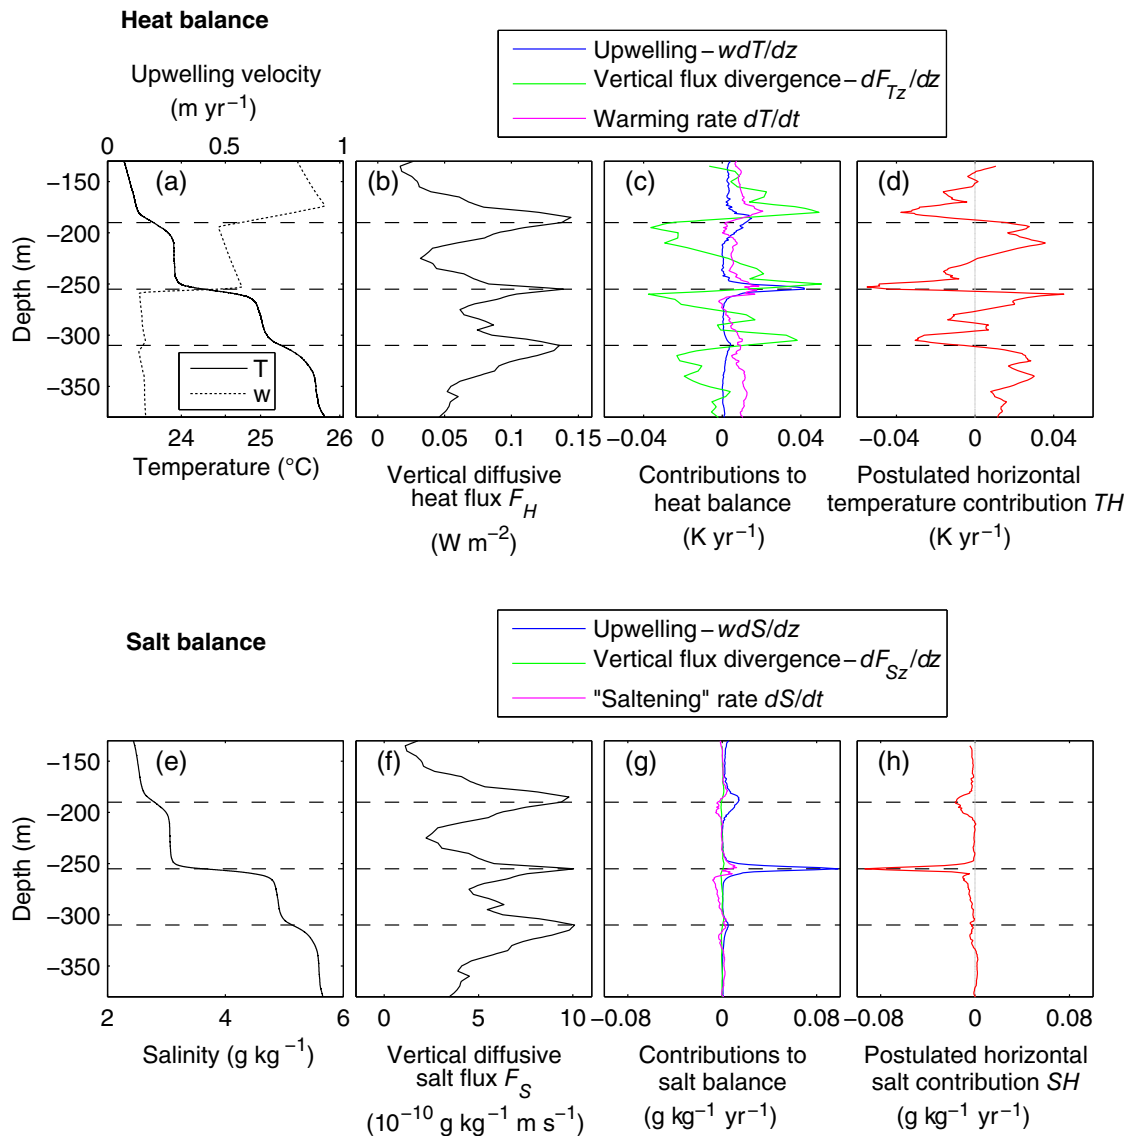 Heat balance
Upwelling velocity
(m yr−1)
Upwelling −wdT/dz
Vertical flux divergence −dF_Tz/dz
Warming rate dT/dt
0 0.5 1
(a) (b) (c) (d)
−150
−200
−250
−300
−350
Depth (m)
T
w
24 25 26
0 0.05 0.1 0.15
−0.04 0 0.04
−0.04 0 0.04
Temperature (°C)
Vertical diffusive
heat flux F_H
(W m−2)
Contributions to
heat balance
(K yr−1)
Postulated horizontal
temperature contribution TH
(K yr−1)
Salt balance
Upwelling −wdS/dz
Vertical flux divergence −dF_Sz/dz
"Saltening" rate dS/dt
(e) (f) (g) (h)
−150
−200
−250
−300
−350
Depth (m)
2 4 6
0 5 10
−0.08 0 0.08
−0.08 0 0.08
Salinity (g kg−1)
Vertical diffusive
salt flux F_S
(10−10 g kg−1 m s−1)
Contributions to
salt balance
(g kg−1 yr−1)
Postulated horizontal
salt contribution SH
(g kg−1 yr−1)